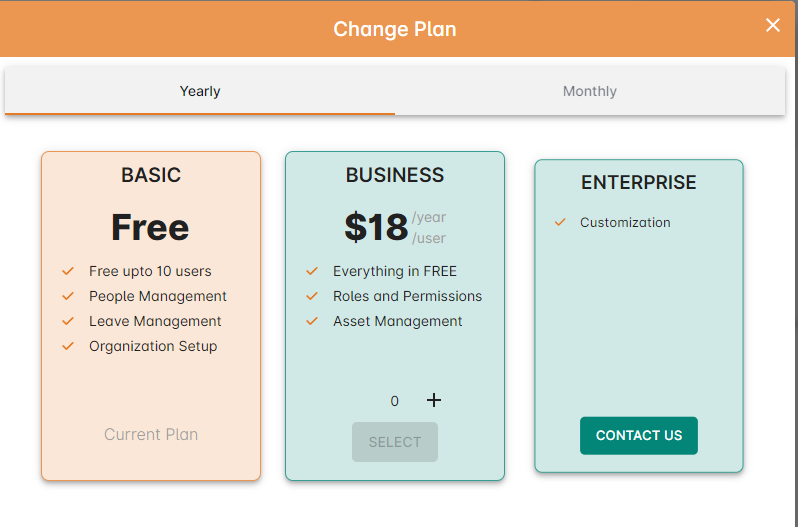 Change Plan
Yearly
Monthly
BASIC
Free
Free upto 10 users
People Management
Leave Management
Organization Setup
Current Plan
BUSINESS
$18 /year
/user
Everything in FREE
Roles and Permissions
Asset Management
0 +
SELECT
ENTERPRISE
Customization
CONTACT US